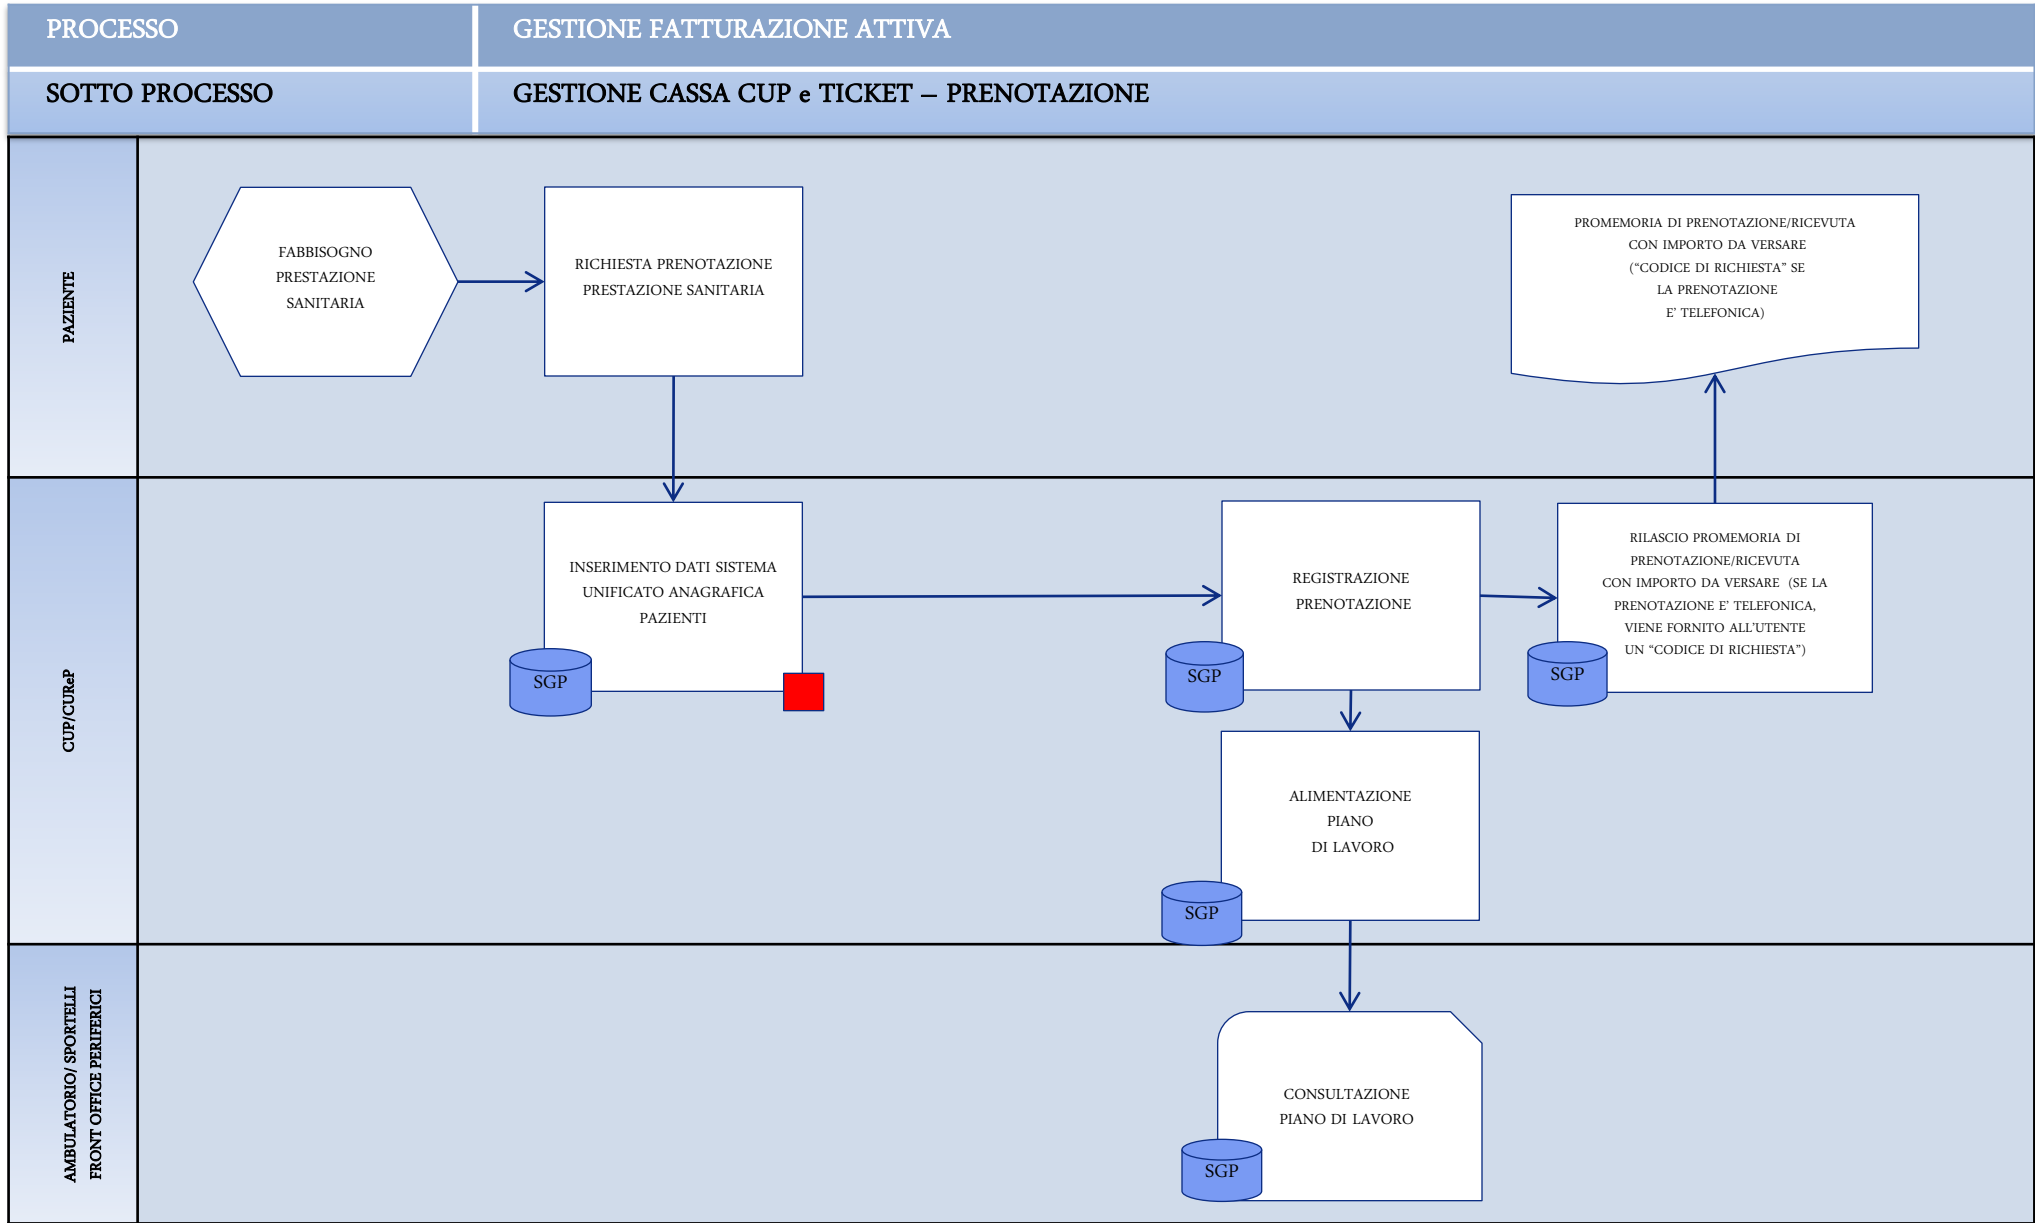 PROCESSO
GESTIONE FATTURAZIONE ATTIVA
SOTTO PROCESSO
GESTIONE CASSA CUP e TICKET – PRENOTAZIONE
PAZIENTE
FABBISOGNO
PRESTAZIONE
SANITARIA
RICHIESTA PRENOTAZIONE
PRESTAZIONE SANITARIA
PROMEMORIA DI PRENOTAZIONE/RICEVUTA
CON IMPORTO DA VERSARE
(“CODICE DI RICHIESTA” SE
LA PRENOTAZIONE
E’ TELEFONICA)
CUP/CUReP
INSERIMENTO DATI SISTEMA
UNIFICATO ANAGRAFICA
PAZIENTI
SGP
REGISTRAZIONE
PRENOTAZIONE
SGP
RILASCIO PROMEMORIA DI
PRENOTAZIONE/RICEVUTA
CON IMPORTO DA VERSARE (SE LA
PRENOTAZIONE E’ TELEFONICA,
VIENE FORNITO ALL’UTENTE
UN “CODICE DI RICHIESTA”)
SGP
ALIMENTAZIONE
PIANO
DI LAVORO
SGP
AMBULATORIO/ SPORTELLI
FRONT OFFICE PERIFERICI
CONSULTAZIONE
PIANO DI LAVORO
SGP